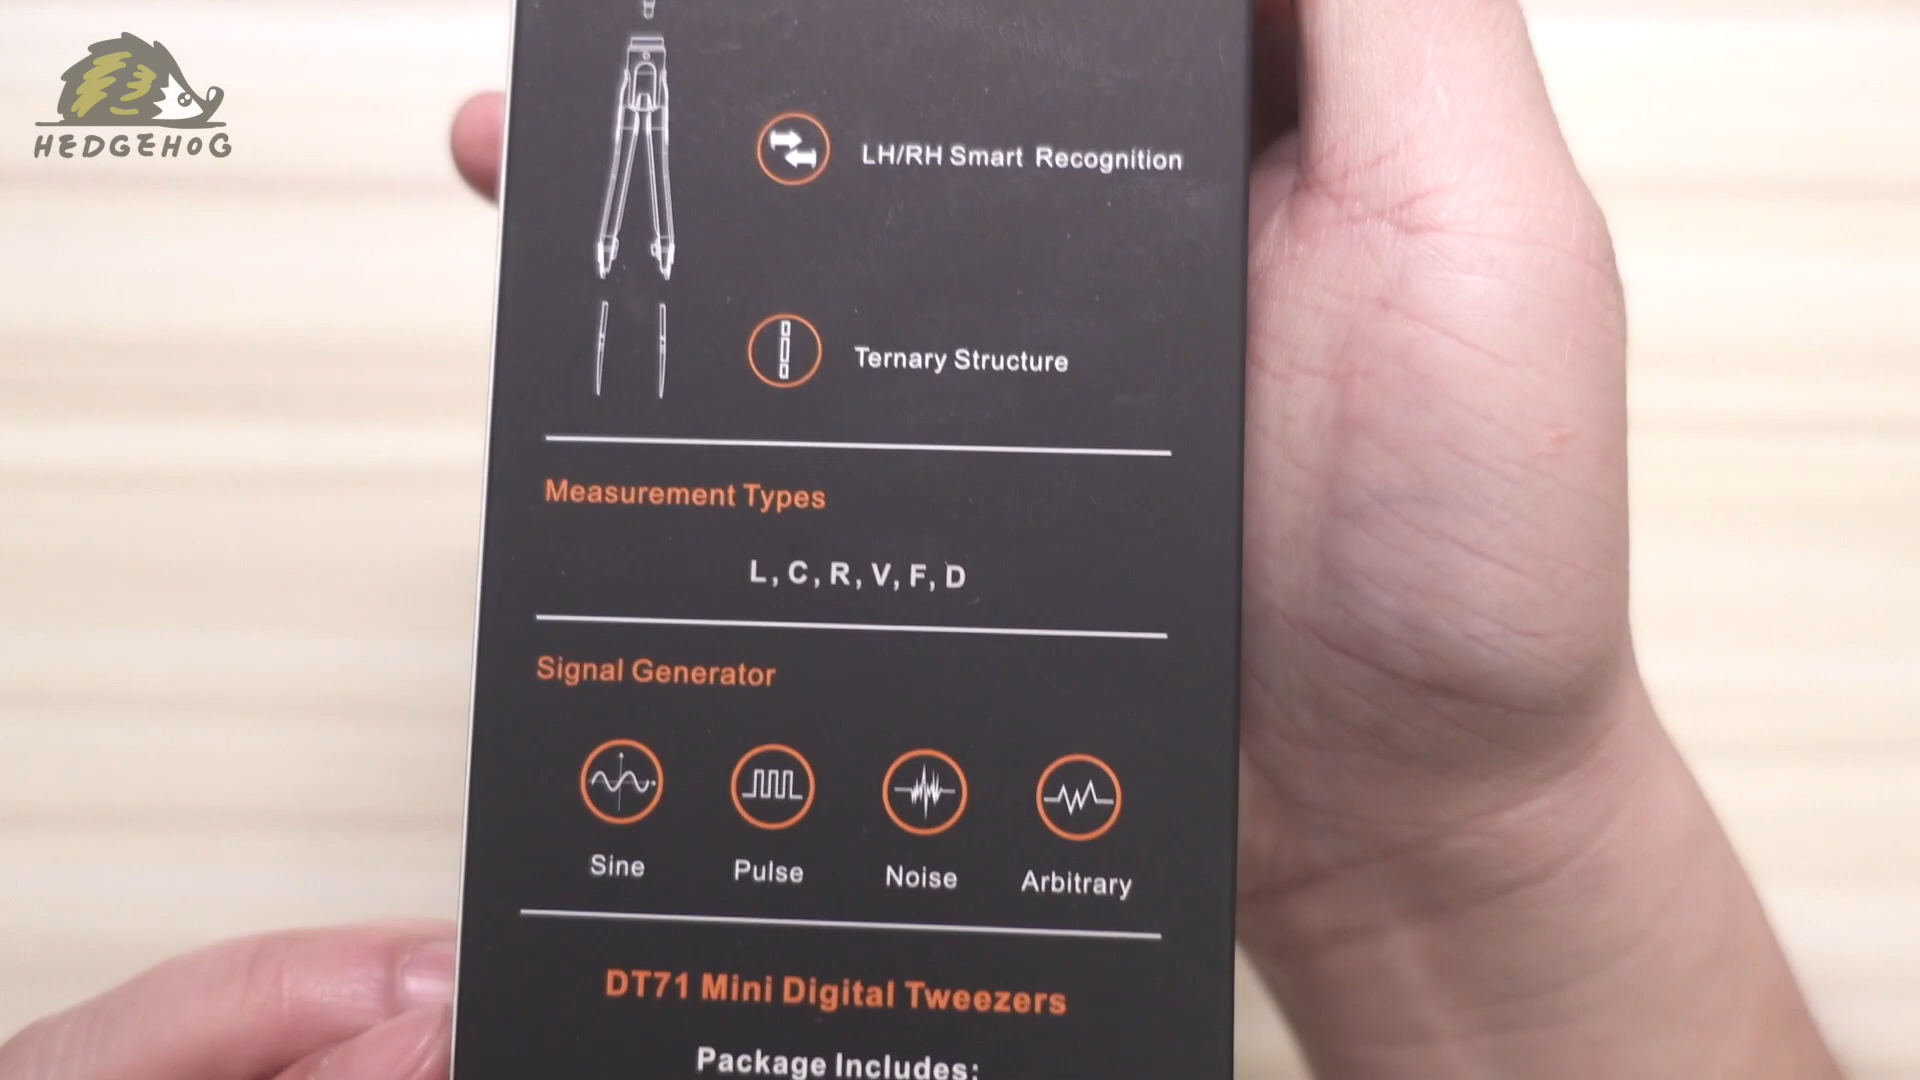 HEDGEHOG
LH/RH Smart Recognition
Ternary Structure
Measurement Types
L, C, R, V, F, D
Signal Generator
Sine Pulse Noise Arbitrary
DT71 Mini Digital Tweezers
Package Includes: